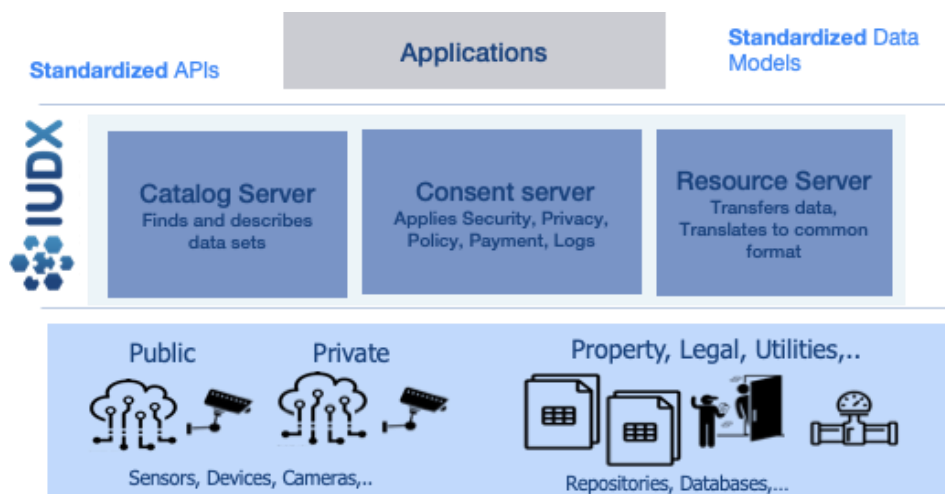 Applications
Standardized APIs
Standardized Data
Models
IUDX
Catalog Server
Finds and describes
data sets
Consent server
Applies Security, Privacy,
Policy, Payment, Logs
Resource Server
Transfers data,
Translates to common
format
Public
Private
Property, Legal, Utilities,..
Sensors, Devices, Cameras,..
Repositories, Databases,...